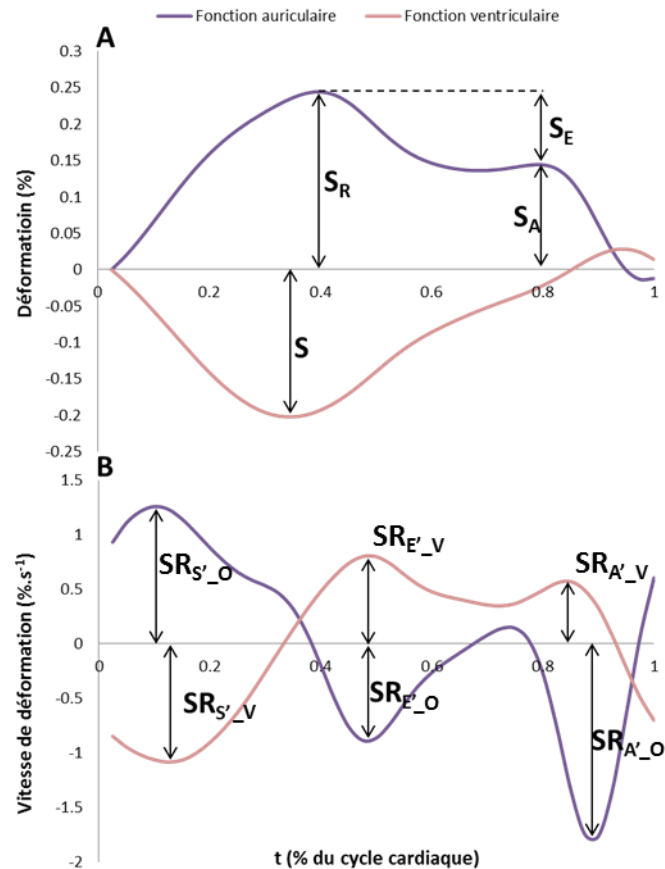 Fonction auriculaire Fonction ventriculaire
A
0.3
0.25
0.2
0.15
0.1
0.05
0
-0.05
-0.1
-0.15
-0.2
-0.25
Déformatioin (%)
S_R
S_E
S_A
S
0 0.2 0.4 0.6 0.8 1
B
1.5
1
0.5
0
-0.5
-1
-1.5
-2
Vitesse de déformation (%.s⁻¹)
SR_S'_O
SR_E'_V
SR_A'_V
0 0.2 0.4 0.6 0.8 1
SR_S'_V
SR_E'_O
SR_A'_O
t (% du cycle cardiaque)